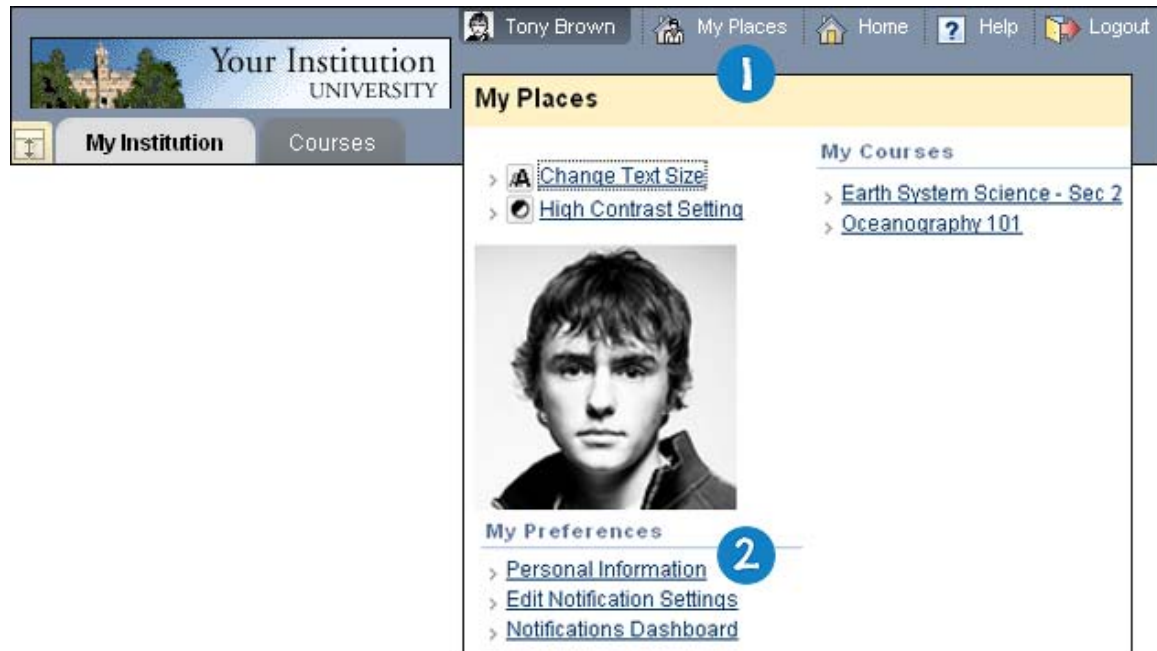 Tony Brown My Places Home Help Logout
1
Your Institution
UNIVERSITY
My Institution Courses
My Places
Change Text Size
High Contrast Setting
My Courses
Earth System Science - Sec 2
Oceanography 101
My Preferences
2
Personal Information
Edit Notification Settings
Notifications Dashboard